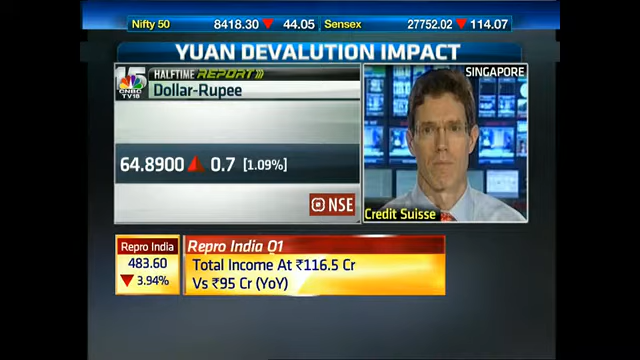 Nifty 50 8418.30 44.05 Sensex 27752.02 114.07
YUAN DEVALUTION IMPACT
15 HALFTIME REPORT
CNBC
TV18
Dollar-Rupee
64.8900 0.7 [1.09%]
NSE
SINGAPORE
Credit Suisse
Repro India
483.60
3.94%
Repro India Q1
Total Income At ₹116.5 Cr
Vs ₹95 Cr (YoY)